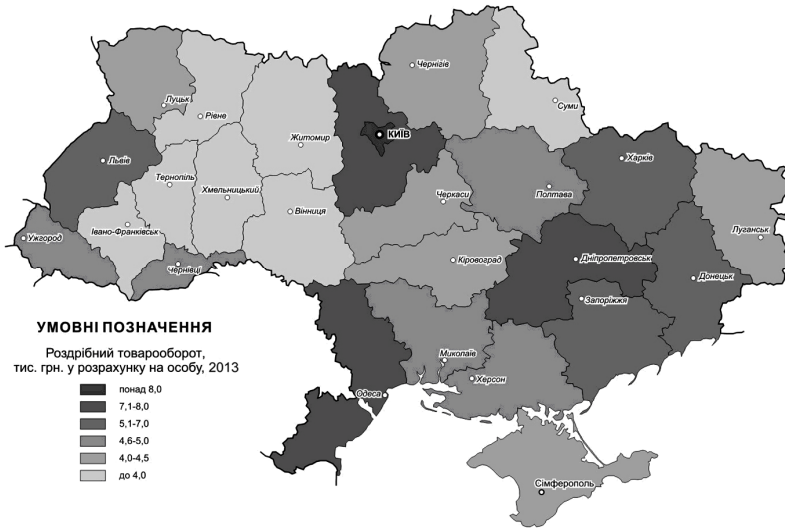 Чернігів
Луцьк
Рівне
Суми
Житомир
КИЇВ
Львів
Харків
Тернопіль
Хмельницький
Полтава
Черкаси
Вінниця
Івано-Франківськ
Луганськ
Ужгород
Чернівці
Кіровоград
Дніпропетровськ
Донецьк
Запоріжжя
УМОВНІ ПОЗНАЧЕННЯ
Роздрібний товарооборот,
тис. грн. у розрахунку на особу, 2013
Миколаїв
Херсон
Одеса
понад 8,0
7,1-8,0
5,1-7,0
4,6-5,0
4,0-4,5
до 4,0
Сімферополь